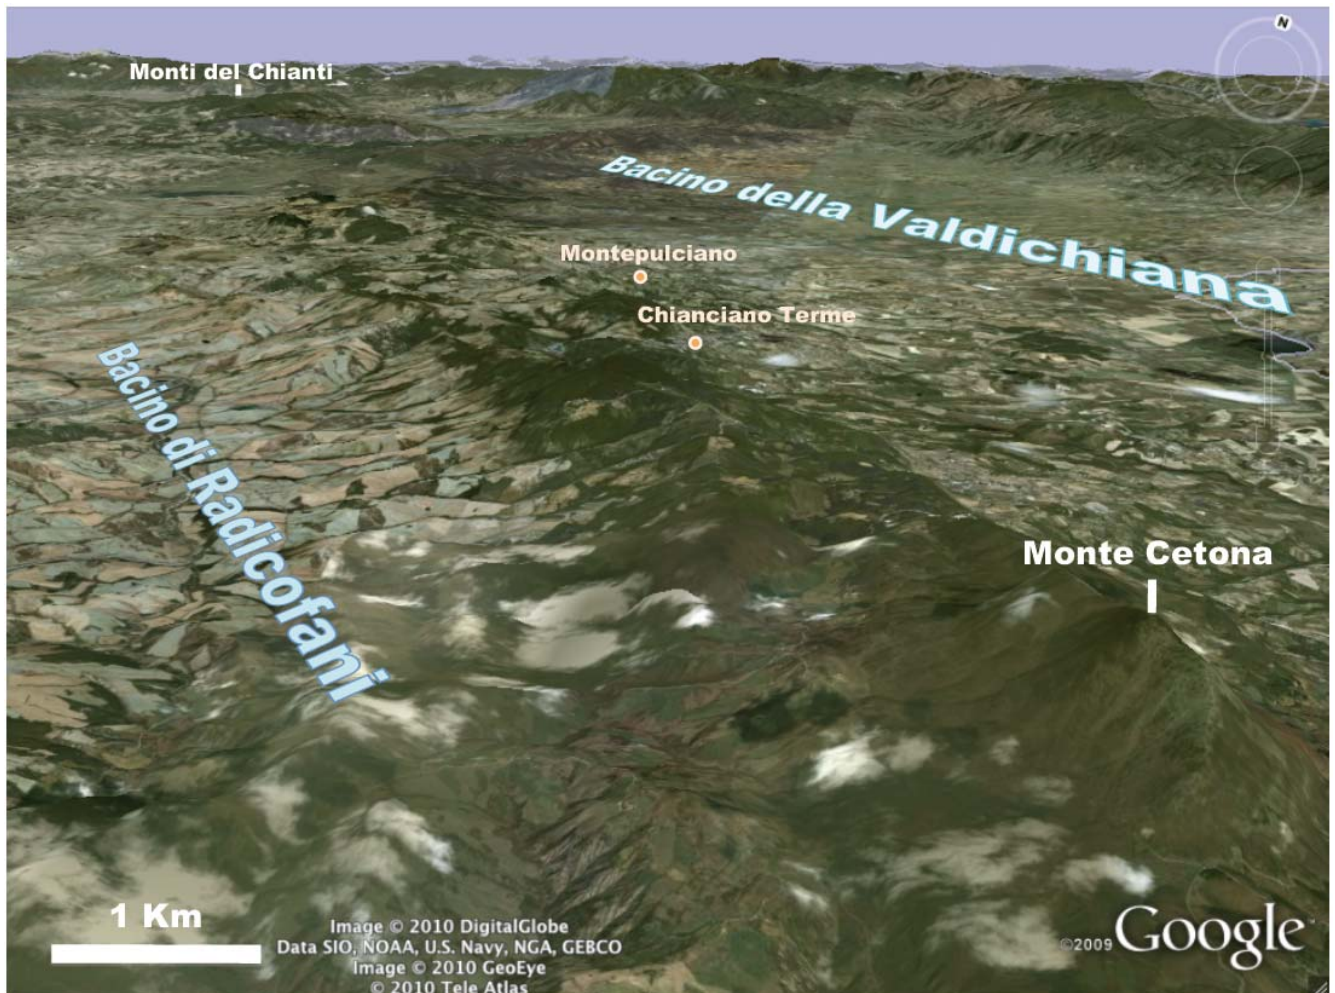 N
Monti del Chianti
Bacino della Valdichiana
Montepulciano
Chianciano Terme
Bacino di Radicofani
Monte Cetona
1 Km
Image © 2010 DigitalGlobe
Data SIO, NOAA, U.S. Navy, NGA, GEBCO
Image © 2010 GeoEye
© 2010 Tele Atlas
©2009 Google